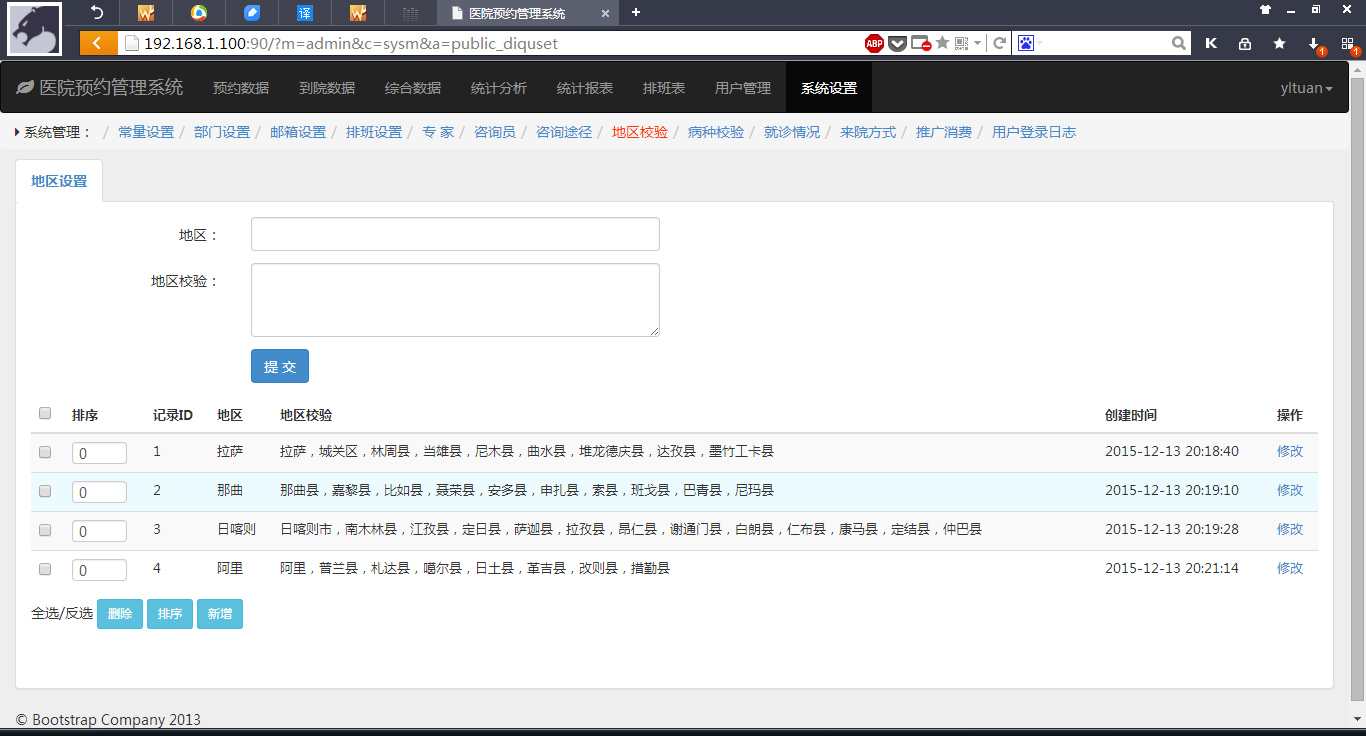 医院预约管理系统
192.168.1.100:90/?m=admin&c=sysm&a=public_diquset
医院预约管理系统 预约数据 到院数据 综合数据 统计分析 统计报表 排班表 用户管理 系统设置 yltuan
系统管理： / 常量设置 / 部门设置 / 邮箱设置 / 排班设置 / 专 家 / 咨询员 / 咨询途径 / 地区校验 / 病种校验 / 就诊情况 / 来院方式 / 推广消费 / 用户登录日志
地区设置
地区：
地区校验：
提 交
排序 记录ID 地区 地区校验 创建时间 操作
0 1 拉萨 拉萨，城关区，林周县，当雄县，尼木县，曲水县，堆龙德庆县，达孜县，墨竹工卡县 2015-12-13 20:18:40 修改
0 2 那曲 那曲县，嘉黎县，比如县，聂荣县，安多县，申扎县，索县，班戈县，巴青县，尼玛县 2015-12-13 20:19:10 修改
0 3 日喀则 日喀则市，南木林县，江孜县，定日县，萨迦县，拉孜县，昂仁县，谢通门县，白朗县，仁布县，康马县，定结县，仲巴县 2015-12-13 20:19:28 修改
0 4 阿里 阿里，普兰县，札达县，噶尔县，日土县，革吉县，改则县，措勤县 2015-12-13 20:21:14 修改
全选/反选 删除 排序 新增
© Bootstrap Company 2013